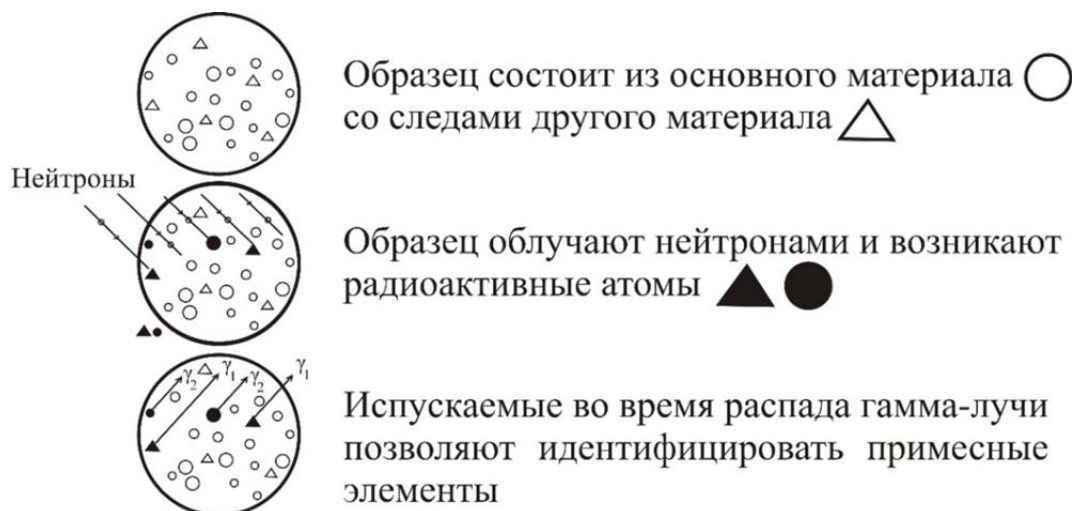 Образец состоит из основного материала
со следами другого материала
Нейтроны
Образец облучают нейтронами и возникают
радиоактивные атомы
γ₂ γ₁ γ₂ γ₁
Испускаемые во время распада гамма-лучи
позволяют идентифицировать примесные
элементы